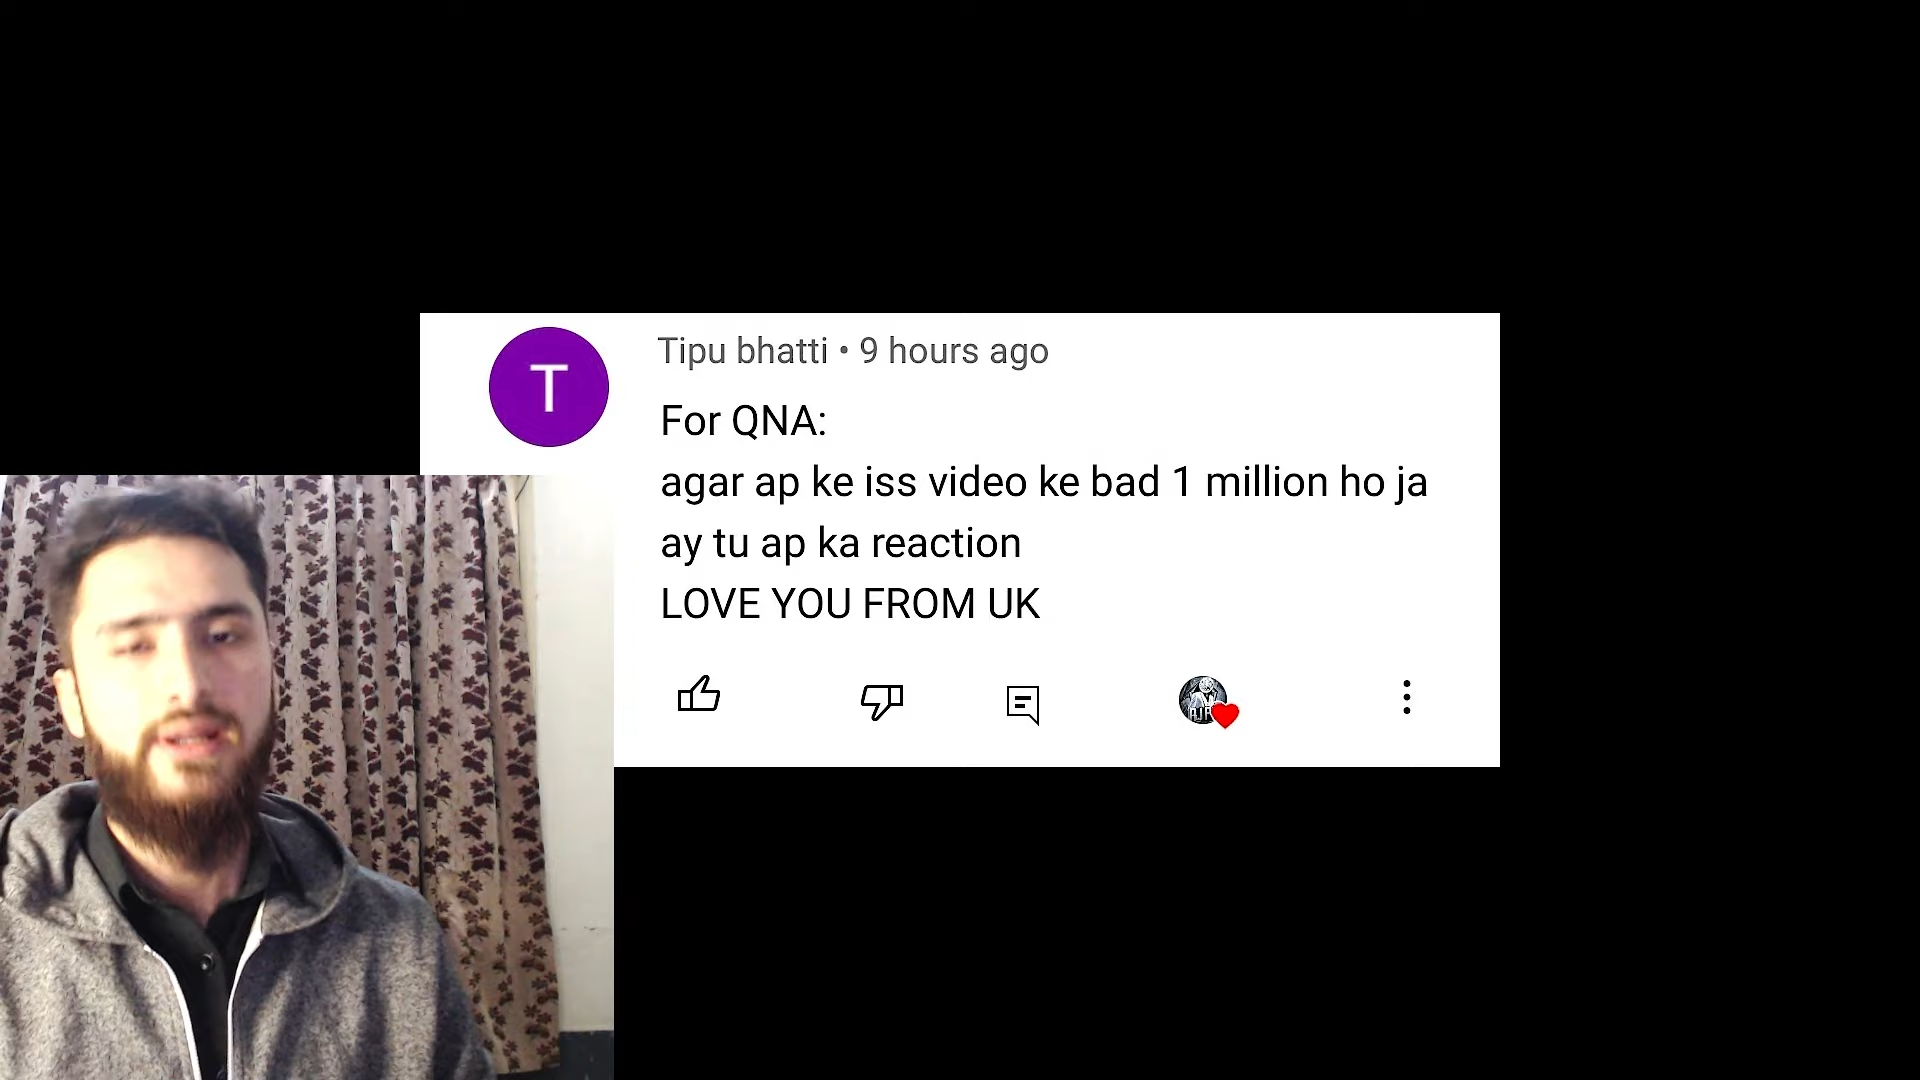 T
Tipu bhatti • 9 hours ago
For QNA:
agar ap ke iss video ke bad 1 million ho ja
ay tu ap ka reaction
LOVE YOU FROM UK